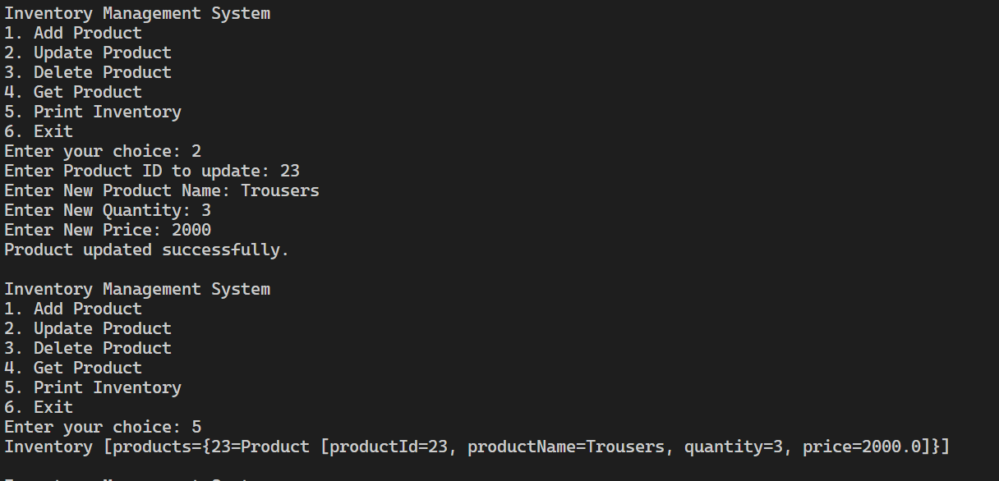 Inventory Management System
1. Add Product
2. Update Product
3. Delete Product
4. Get Product
5. Print Inventory
6. Exit
Enter your choice: 2
Enter Product ID to update: 23
Enter New Product Name: Trousers
Enter New Quantity: 3
Enter New Price: 2000
Product updated successfully.
Inventory Management System
1. Add Product
2. Update Product
3. Delete Product
4. Get Product
5. Print Inventory
6. Exit
Enter your choice: 5
Inventory [products={23=Product [productId=23, productName=Trousers, quantity=3, price=2000.0]}]